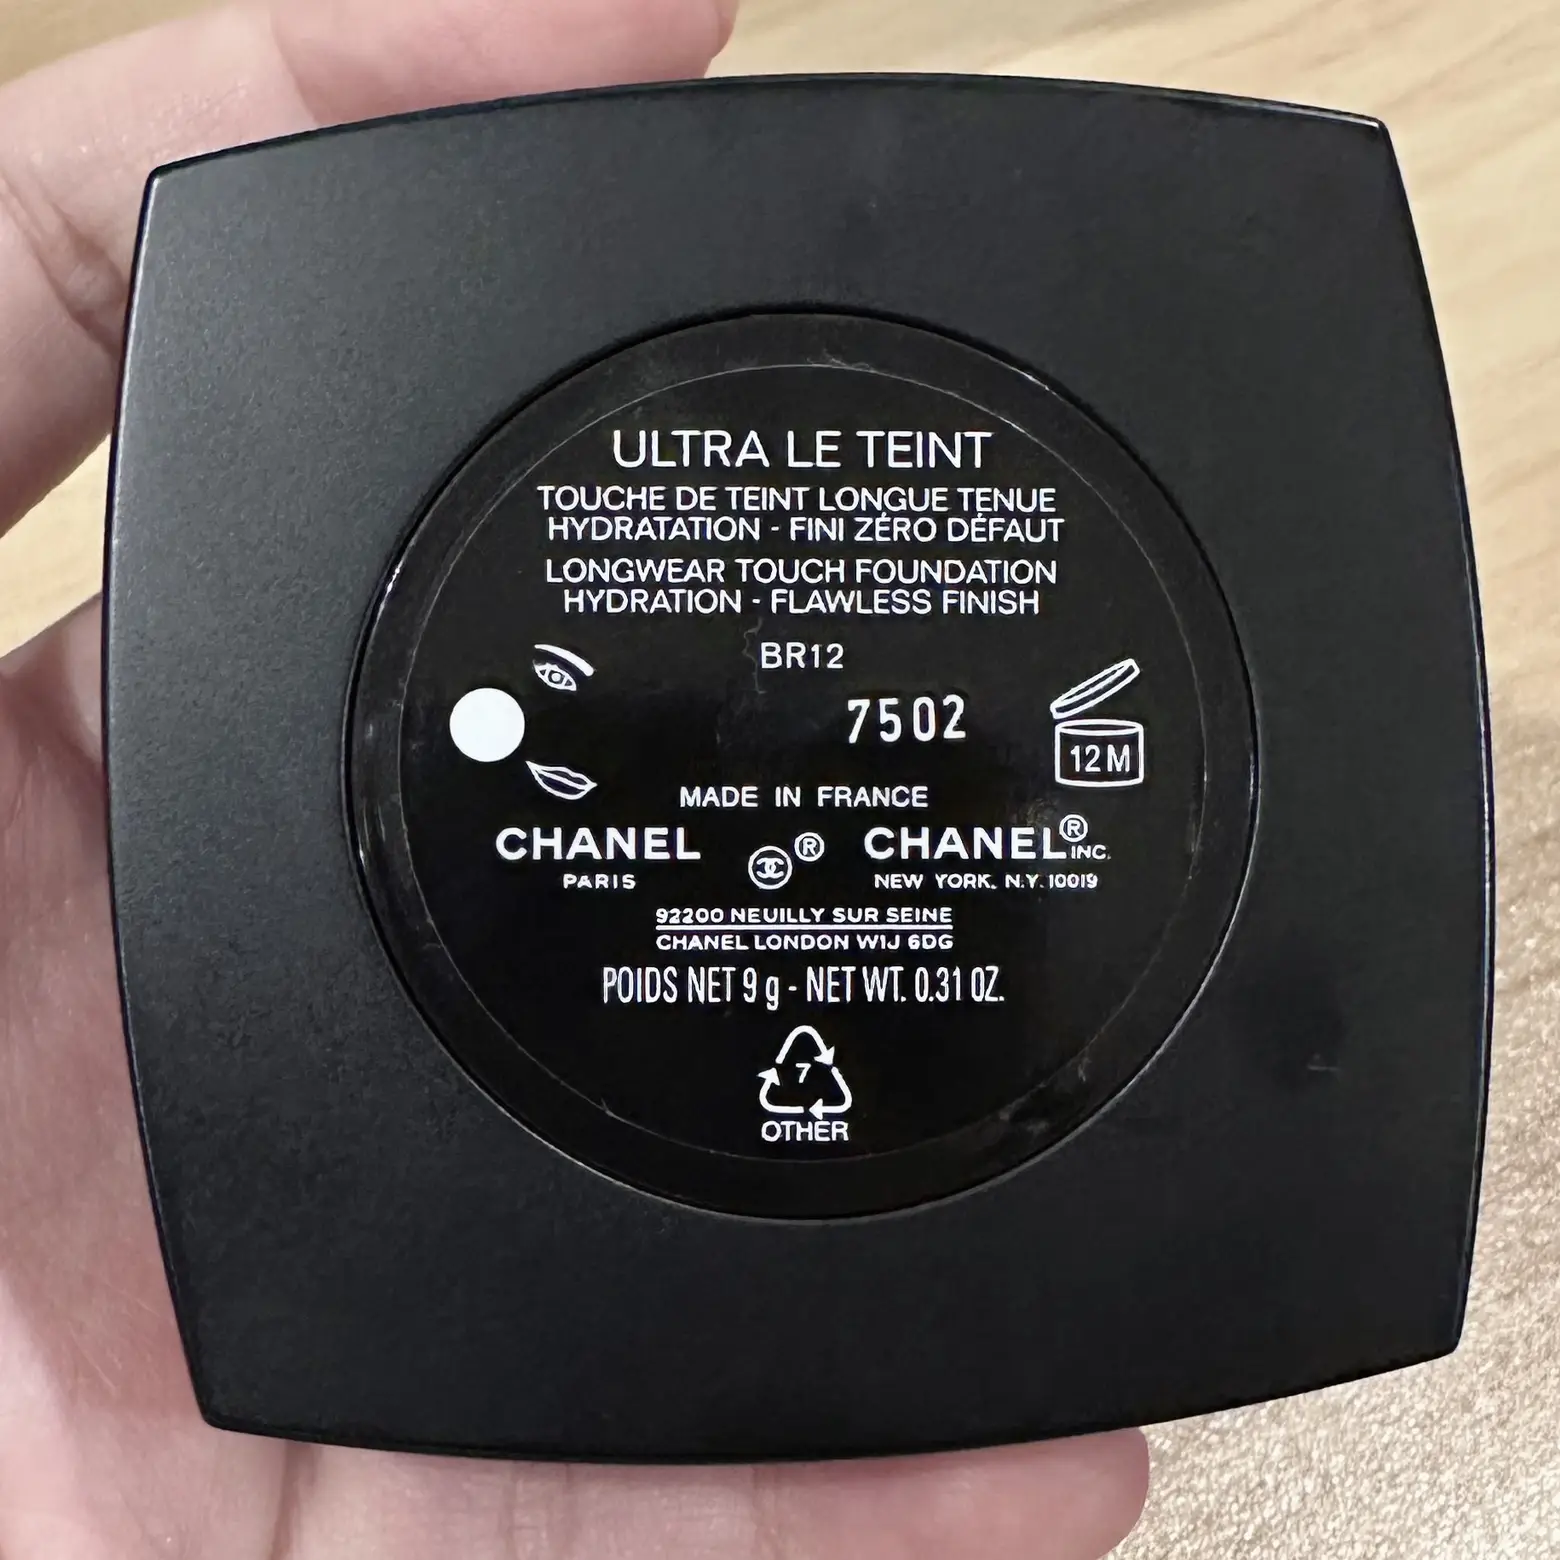 ULTRA LE TEINT
TOUCHE DE TEINT LONGUE TENUE
HYDRATATION - FINI ZÉRO DÉFAUT
LONGWEAR TOUCH FOUNDATION
HYDRATION - FLAWLESS FINISH
BR12
7502
12 M
MADE IN FRANCE
CHANEL ® CHANEL® INC.
PARIS NEW YORK. N.Y. 10019
92200 NEUILLY SUR SEINE
CHANEL LONDON W1J 6DG
POIDS NET 9 g - NET WT. 0.31 OZ.
7
OTHER